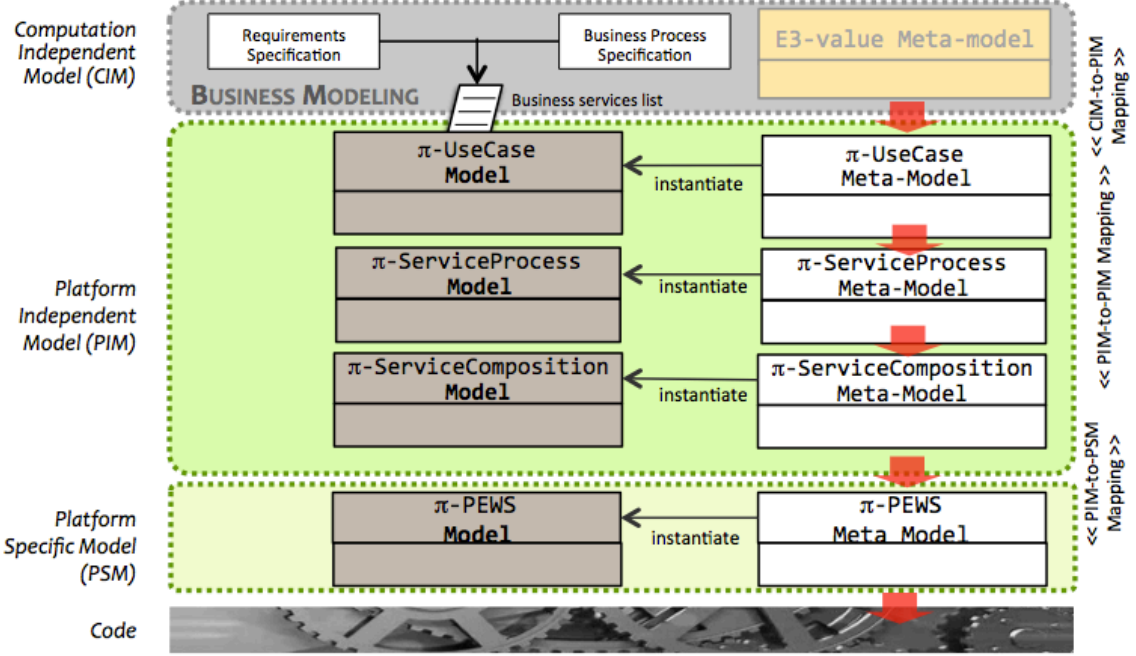 Computation
Independent
Model (CIM)
Requirements
Specification
Business Process
Specification
E3-value Meta-model
BUSINESS MODELING
Business services list
<< CIM-to-PIM
Mapping >>
π-UseCase
Model
instantiate
π-UseCase
Meta-Model
Platform
Independent
Model (PIM)
π-ServiceProcess
Model
instantiate
π-ServiceProcess
Meta-Model
<< PIM-to-PIM Mapping >>
π-ServiceComposition
Model
instantiate
π-ServiceComposition
Meta-Model
<< PIM-to-PSM
Mapping >>
Platform
Specific Model
(PSM)
π-PEWS
Model
instantiate
π-PEWS
Meta Model
Code